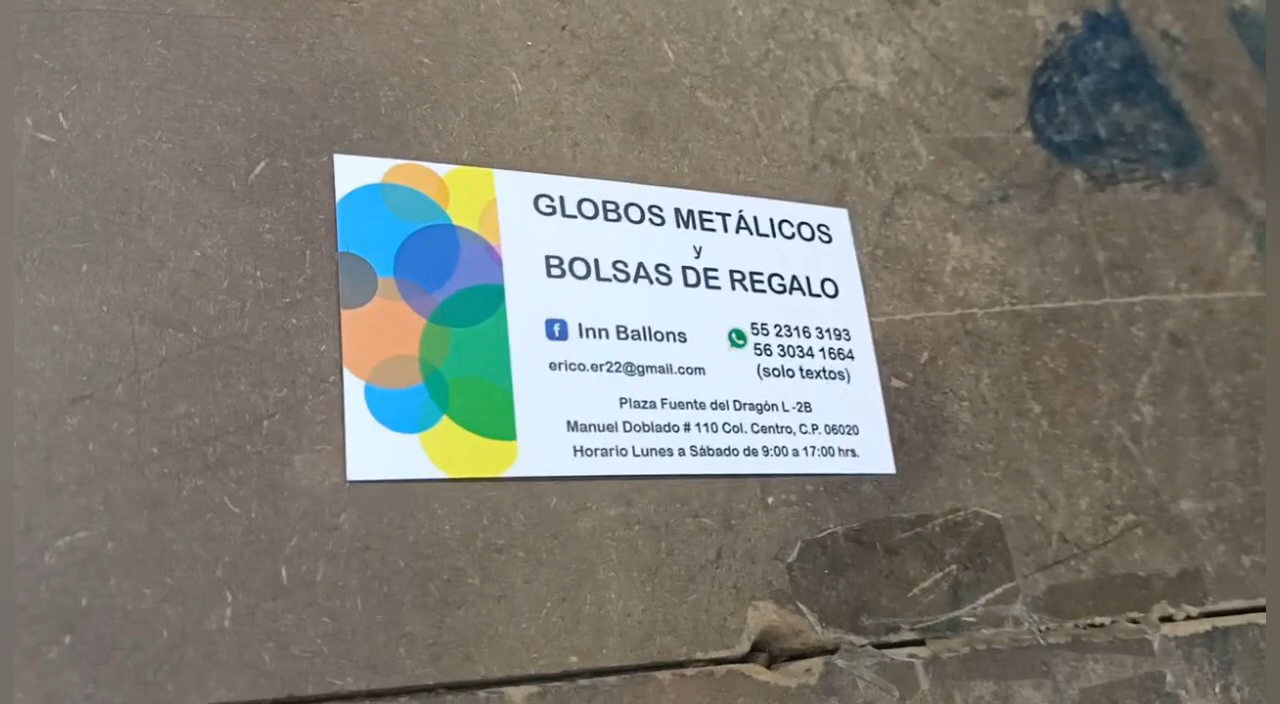 GLOBOS METÁLICOS
y
BOLSAS DE REGALO
Inn Ballons
erico.er22@gmail.com
55 2316 3193
56 3034 1664
(solo textos)
Plaza Fuente del Dragón L -2B
Manuel Doblado # 110 Col. Centro, C.P. 06020
Horario Lunes a Sábado de 9:00 a 17:00 hrs.